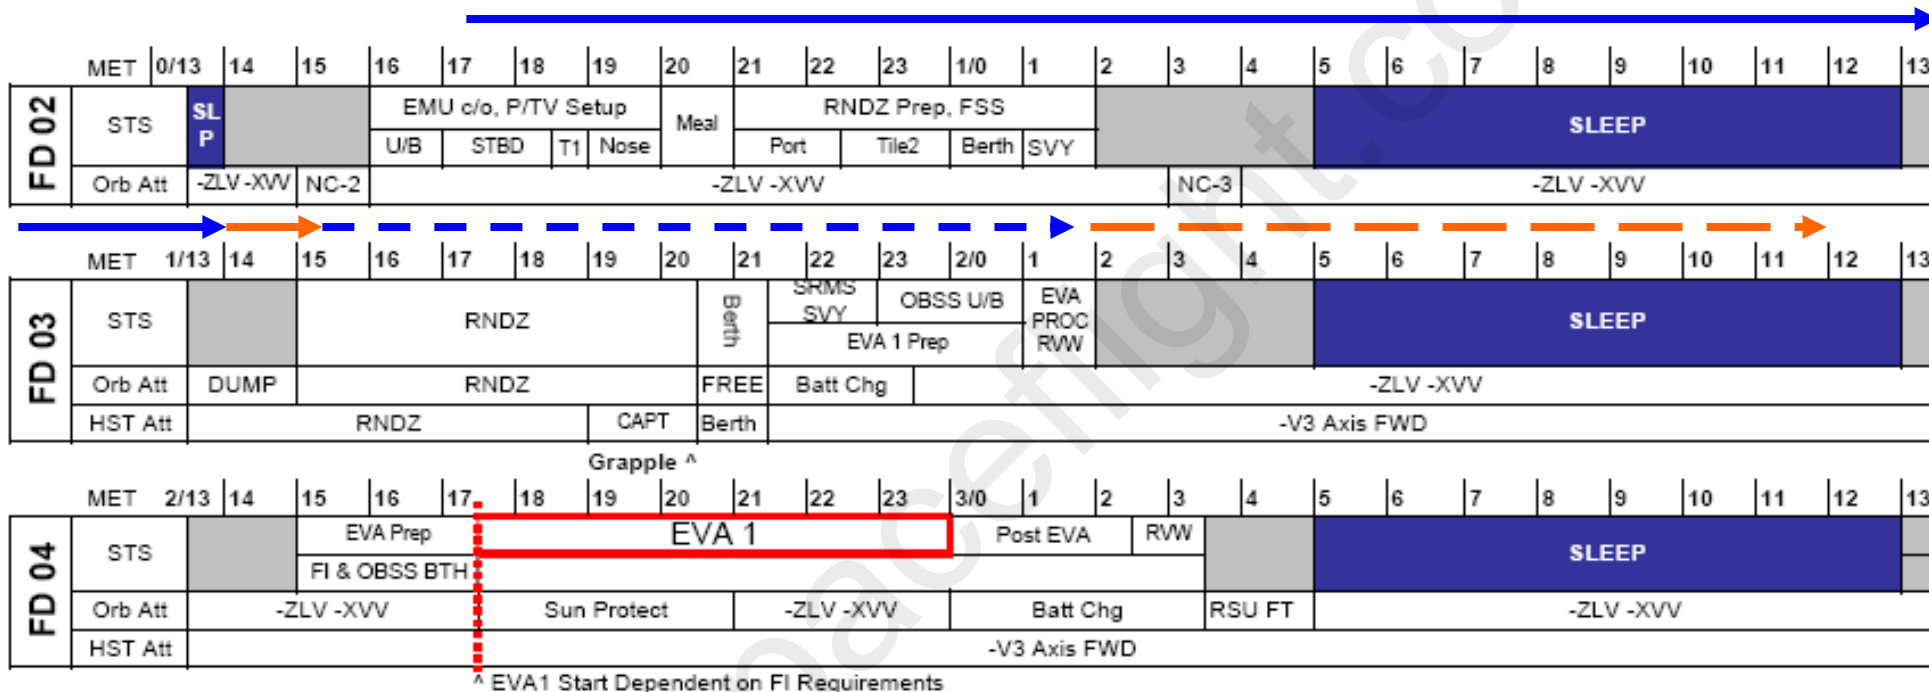 MET 0/13 14 15 16 17 18 19 20 21 22 23 1/0 1 2 3 4 5 6 7 8 9 10 11 12 13
FD 02
STS SL P EMU c/o, P/TV Setup Meal RNDZ Prep, FSS SLEEP
U/B STBD T1 Nose Port Tile2 Berth SVY
Orb Att -ZLV -XVV NC-2 -ZLV -XVV NC-3 -ZLV -XVV
MET 1/13 14 15 16 17 18 19 20 21 22 23 2/0 1 2 3 4 5 6 7 8 9 10 11 12 13
FD 03
STS RNDZ Berth SRMS SVY OBSS U/B EVA PROC RVW SLEEP
EVA 1 Prep
Orb Att DUMP RNDZ FREE Batt Chg -ZLV -XVV
HST Att RNDZ CAPT Berth -V3 Axis FWD
Grapple ^
MET 2/13 14 15 16 17 18 19 20 21 22 23 3/0 1 2 3 4 5 6 7 8 9 10 11 12 13
FD 04
STS EVA Prep EVA 1 Post EVA RVW SLEEP
FI & OBSS BTH
Orb Att -ZLV -XVV Sun Protect -ZLV -XVV Batt Chg RSU FT -ZLV -XVV
HST Att -V3 Axis FWD
^ EVA1 Start Dependent on FI Requirements